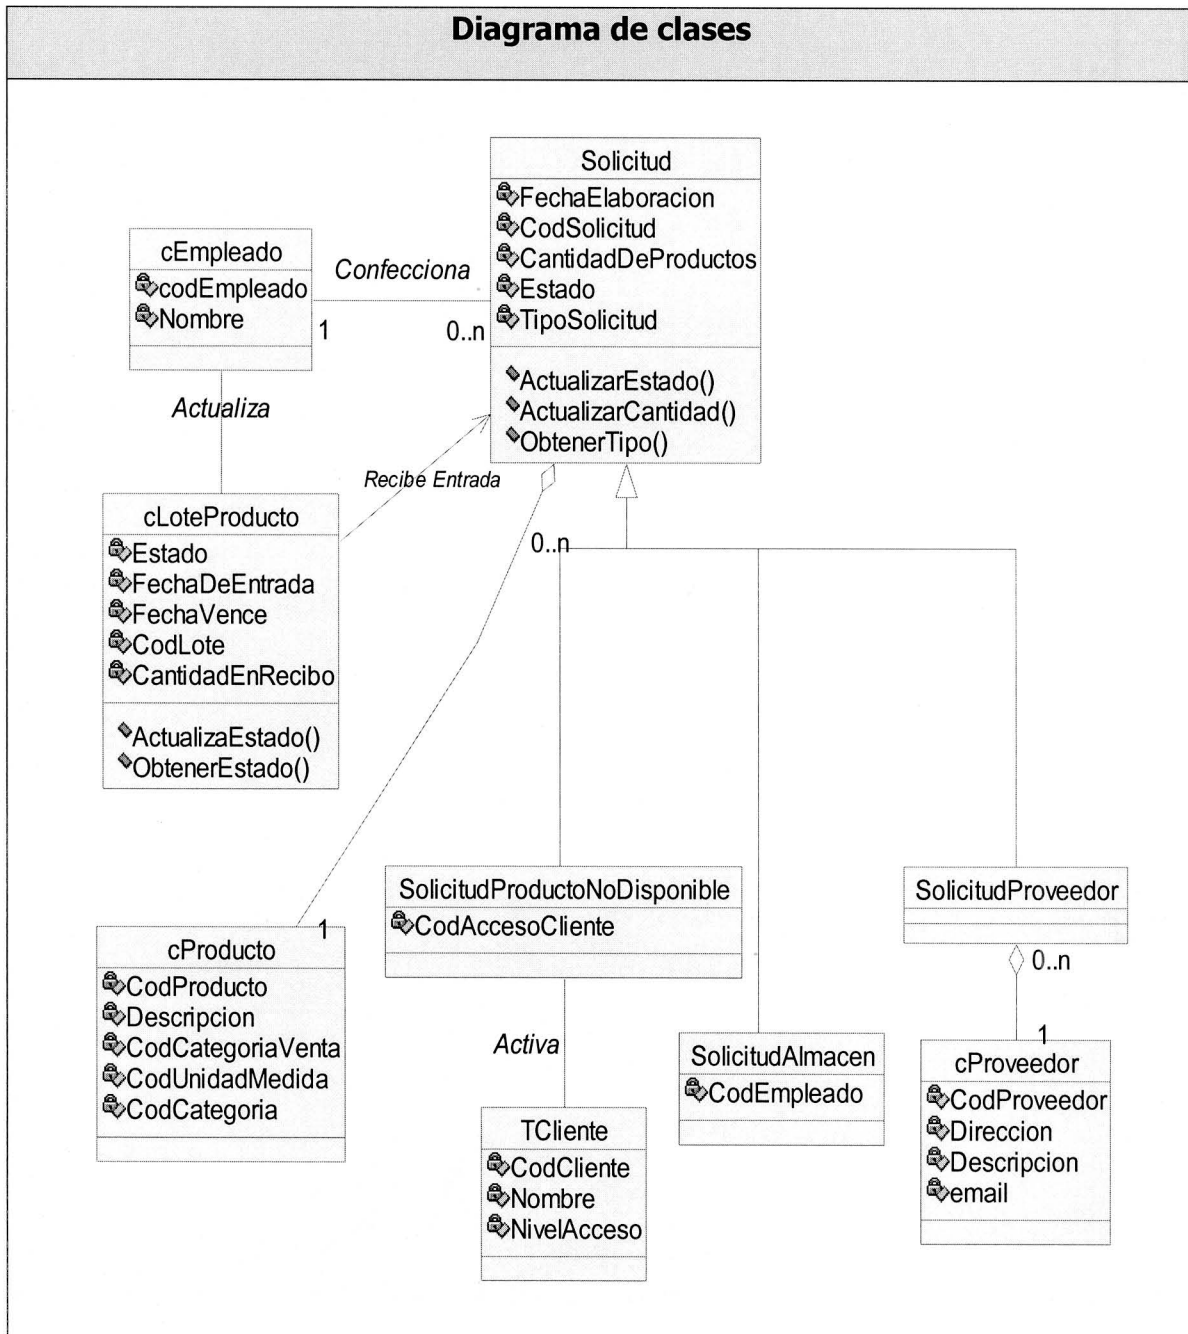 Diagrama de clases
Solicitud
FechaElaboracion
CodSolicitud
CantidadDeProductos
Estado
TipoSolicitud
ActualizarEstado()
ActualizarCantidad()
ObtenerTipo()
cEmpleado
codEmpleado
Nombre
Confecciona
1
0..n
Actualiza
Recibe Entrada
cLoteProducto
Estado
FechaDeEntrada
FechaVence
CodLote
CantidadEnRecibo
ActualizaEstado()
ObtenerEstado()
0..n
1
cProducto
CodProducto
Descripcion
CodCategoriaVenta
CodUnidadMedida
CodCategoria
SolicitudProductoNoDisponible
CodAccesoCliente
Activa
TCliente
CodCliente
Nombre
NivelAcceso
SolicitudAlmacen
CodEmpleado
SolicitudProveedor
0..n
1
cProveedor
CodProveedor
Direccion
Descripcion
email